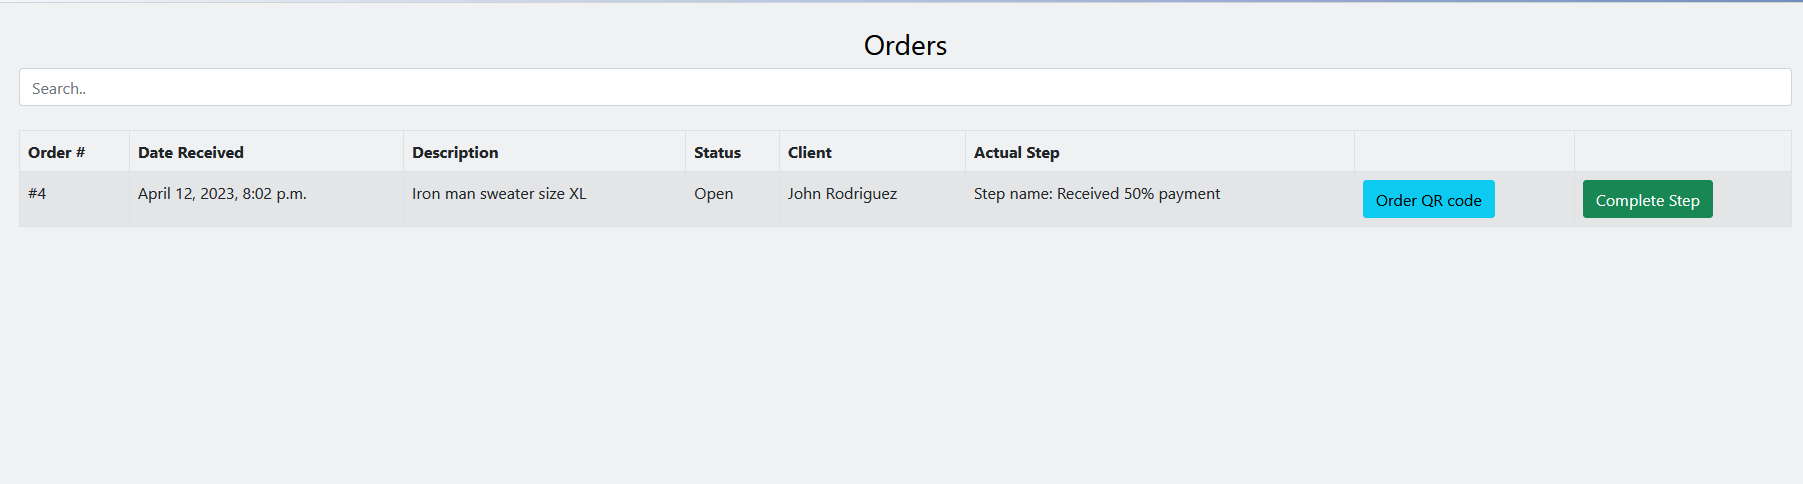 Orders
Search..
Order # Date Received Description Status Client Actual Step
#4 April 12, 2023, 8:02 p.m. Iron man sweater size XL Open John Rodriguez Step name: Received 50% payment Order QR code Complete Step